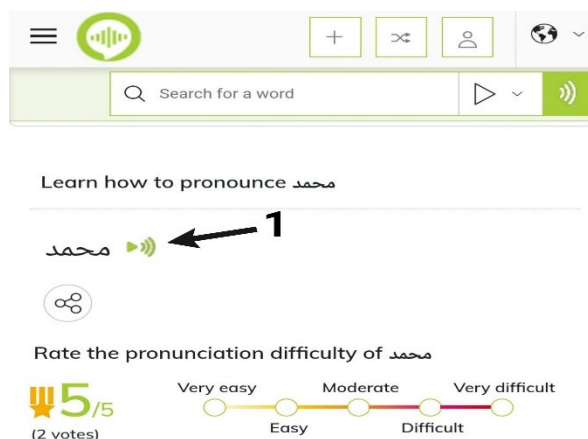 Search for a word
Learn how to pronounce محمد
1
محمد
Rate the pronunciation difficulty of محمد
5/5
(2 votes)
Very easy Moderate Very difficult
Easy Difficult